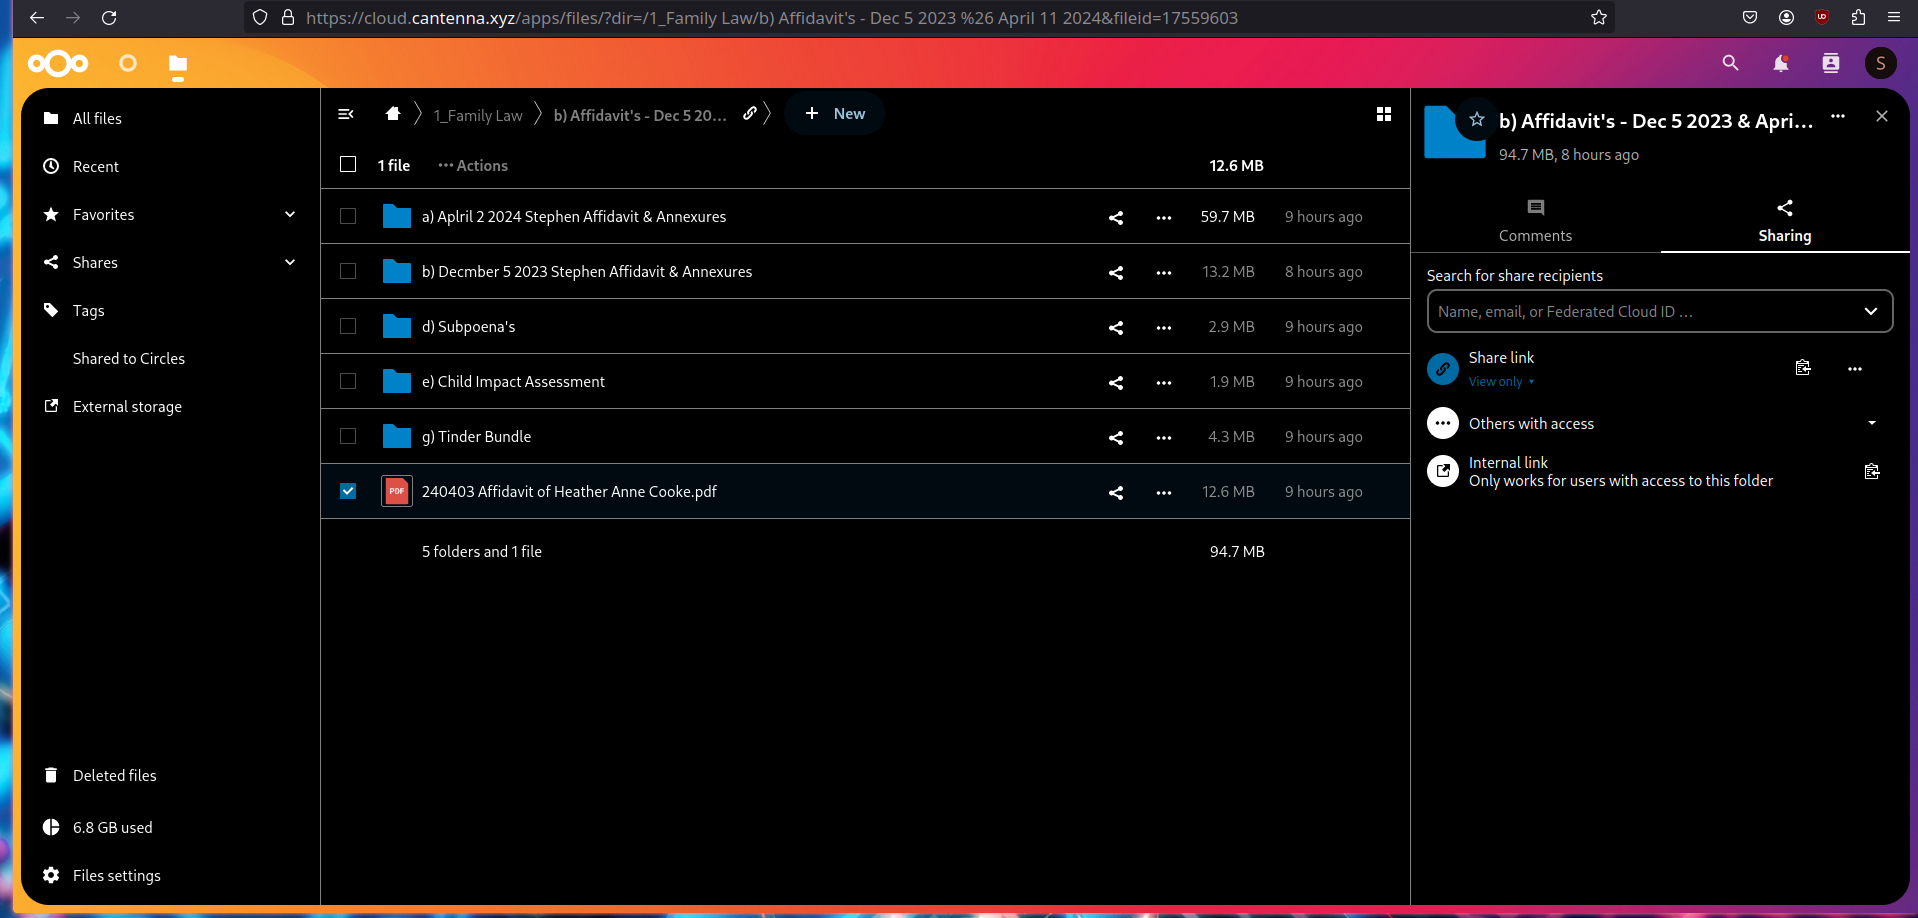 https://cloud.cantenna.xyz/apps/files/?dir=/1_Family Law/b) Affidavit's - Dec 5 2023 %26 April 11 2024&fileid=17559603
S
All files
Recent
Favorites
Shares
Tags
Shared to Circles
External storage
Deleted files
6.8 GB used
Files settings
1_Family Law b) Affidavit's - Dec 5 20... + New
1 file ··· Actions 12.6 MB
a) Aplril 2 2024 Stephen Affidavit & Annexures 59.7 MB 9 hours ago
b) Decmber 5 2023 Stephen Affidavit & Annexures 13.2 MB 8 hours ago
d) Subpoena's 2.9 MB 9 hours ago
e) Child Impact Assessment 1.9 MB 9 hours ago
g) Tinder Bundle 4.3 MB 9 hours ago
PDF 240403 Affidavit of Heather Anne Cooke.pdf 12.6 MB 9 hours ago
5 folders and 1 file 94.7 MB
b) Affidavit's - Dec 5 2023 & Apri...
94.7 MB, 8 hours ago
Comments Sharing
Search for share recipients
Name, email, or Federated Cloud ID ...
Share link
View only
Others with access
Internal link
Only works for users with access to this folder